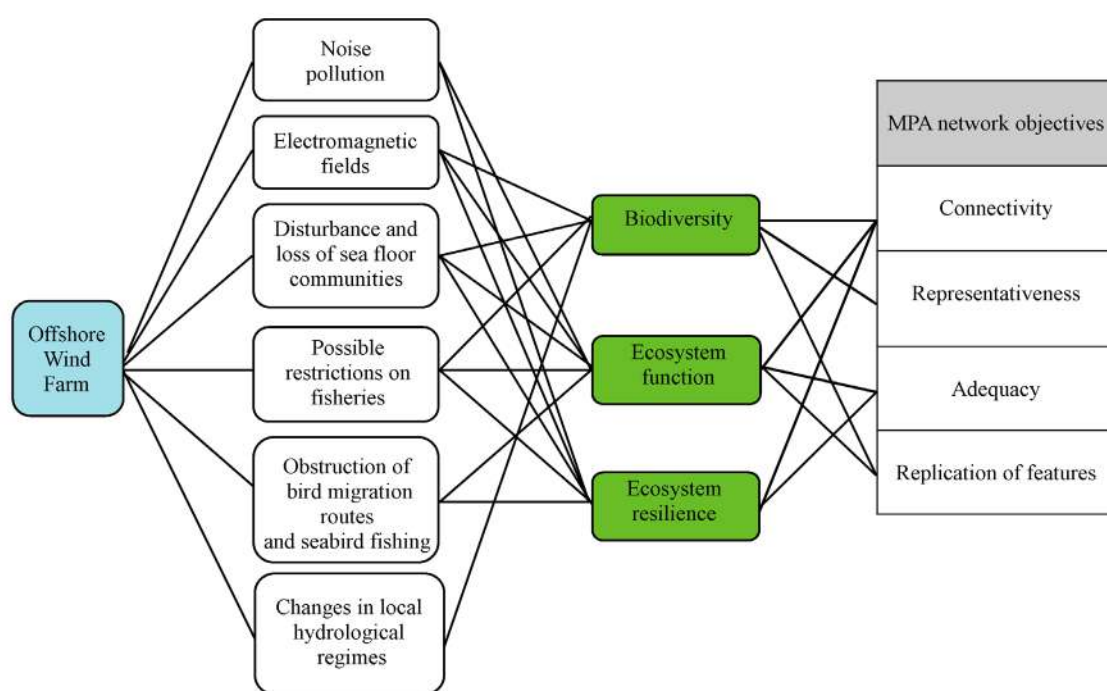 Noise
pollution
Electromagnetic
fields
Disturbance and
loss of sea floor
communities
Offshore
Wind
Farm
Possible
restrictions on
fisheries
Obstruction of
bird migration
routes
and seabird fishing
Changes in local
hydrological
regimes
Biodiversity
Ecosystem
function
Ecosystem
resilience
MPA network objectives
Connectivity
Representativeness
Adequacy
Replication of features